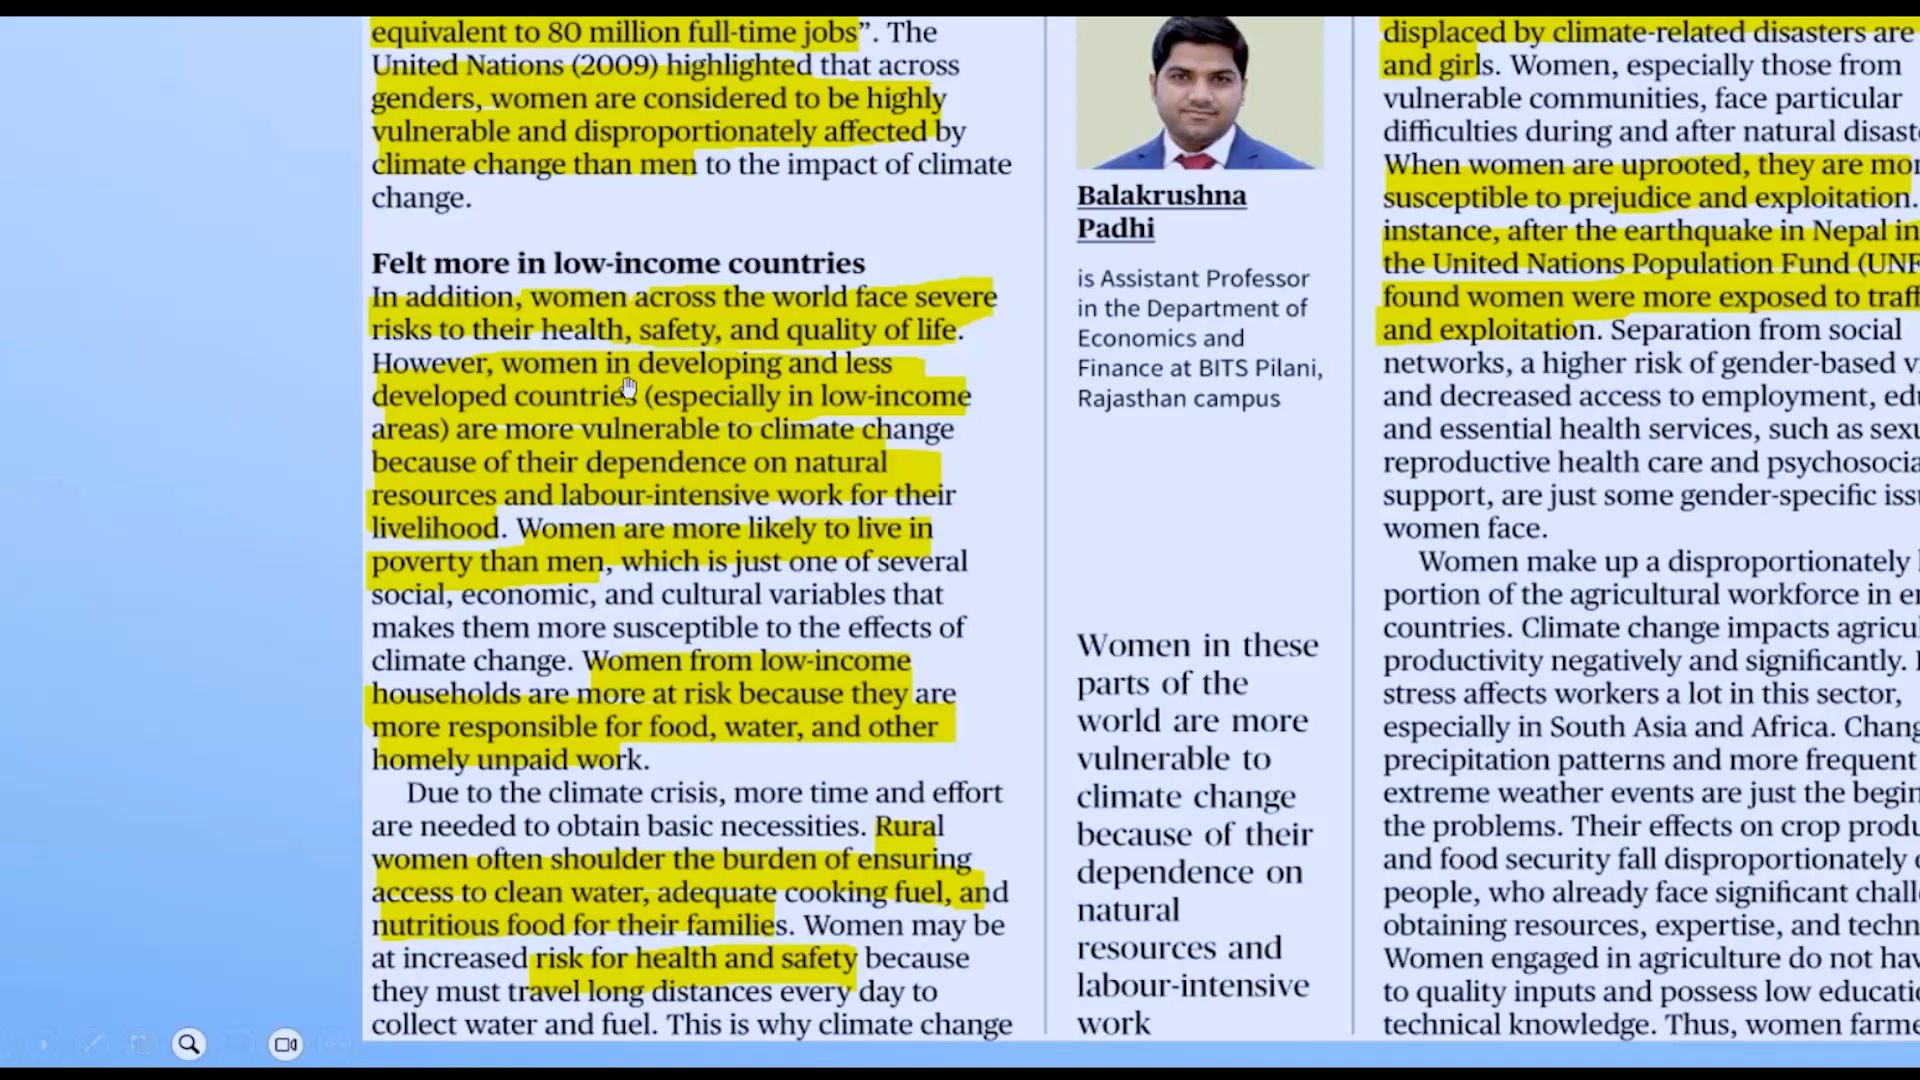 equivalent to 80 million full-time jobs”. The
United Nations (2009) highlighted that across
genders, women are considered to be highly
vulnerable and disproportionately affected by
climate change than men to the impact of climate
change.
Felt more in low-income countries
In addition, women across the world face severe
risks to their health, safety, and quality of life.
However, women in developing and less
developed countries (especially in low-income
areas) are more vulnerable to climate change
because of their dependence on natural
resources and labour-intensive work for their
livelihood. Women are more likely to live in
poverty than men, which is just one of several
social, economic, and cultural variables that
makes them more susceptible to the effects of
climate change. Women from low-income
households are more at risk because they are
more responsible for food, water, and other
homely unpaid work.
Due to the climate crisis, more time and effort
are needed to obtain basic necessities. Rural
women often shoulder the burden of ensuring
access to clean water, adequate cooking fuel, and
nutritious food for their families. Women may be
at increased risk for health and safety because
they must travel long distances every day to
collect water and fuel. This is why climate change
Balakrushna
Padhi
is Assistant Professor
in the Department of
Economics and
Finance at BITS Pilani,
Rajasthan campus
Women in these
parts of the
world are more
vulnerable to
climate change
because of their
dependence on
natural
resources and
labour-intensive
work
displaced by climate-related disasters are
and girls. Women, especially those from
vulnerable communities, face particular
difficulties during and after natural
When women are uprooted, they are
susceptible to prejudice and exploitation.
instance, after the earthquake in Nepal in
the United Nations Population Fund
found women were more exposed to
and exploitation. Separation from social
networks, a higher risk of gender-based
and decreased access to employment,
and essential health services, such as
reproductive health care and
support, are just some gender-specific
women face.
Women make up a disproportionately
portion of the agricultural workforce in
countries. Climate change impacts
productivity negatively and significantly.
stress affects workers a lot in this sector,
especially in South Asia and Africa.
precipitation patterns and more frequent
extreme weather events are just the
the problems. Their effects on crop
and food security fall disproportionately
people, who already face significant
obtaining resources, expertise, and
Women engaged in agriculture do not
to quality inputs and possess low
technical knowledge. Thus, women